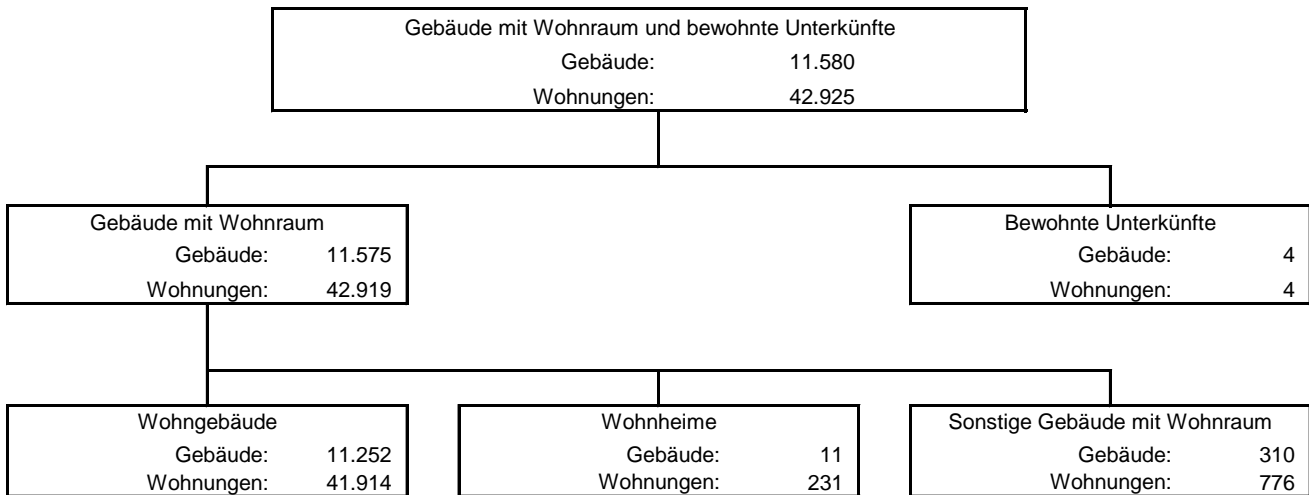 Gebäude mit Wohnraum und bewohnte Unterkünfte
Gebäude: 11.580
Wohnungen: 42.925
Gebäude mit Wohnraum
Gebäude: 11.575
Wohnungen: 42.919
Bewohnte Unterkünfte
Gebäude: 4
Wohnungen: 4
Wohngebäude
Gebäude: 11.252
Wohnungen: 41.914
Wohnheime
Gebäude: 11
Wohnungen: 231
Sonstige Gebäude mit Wohnraum
Gebäude: 310
Wohnungen: 776